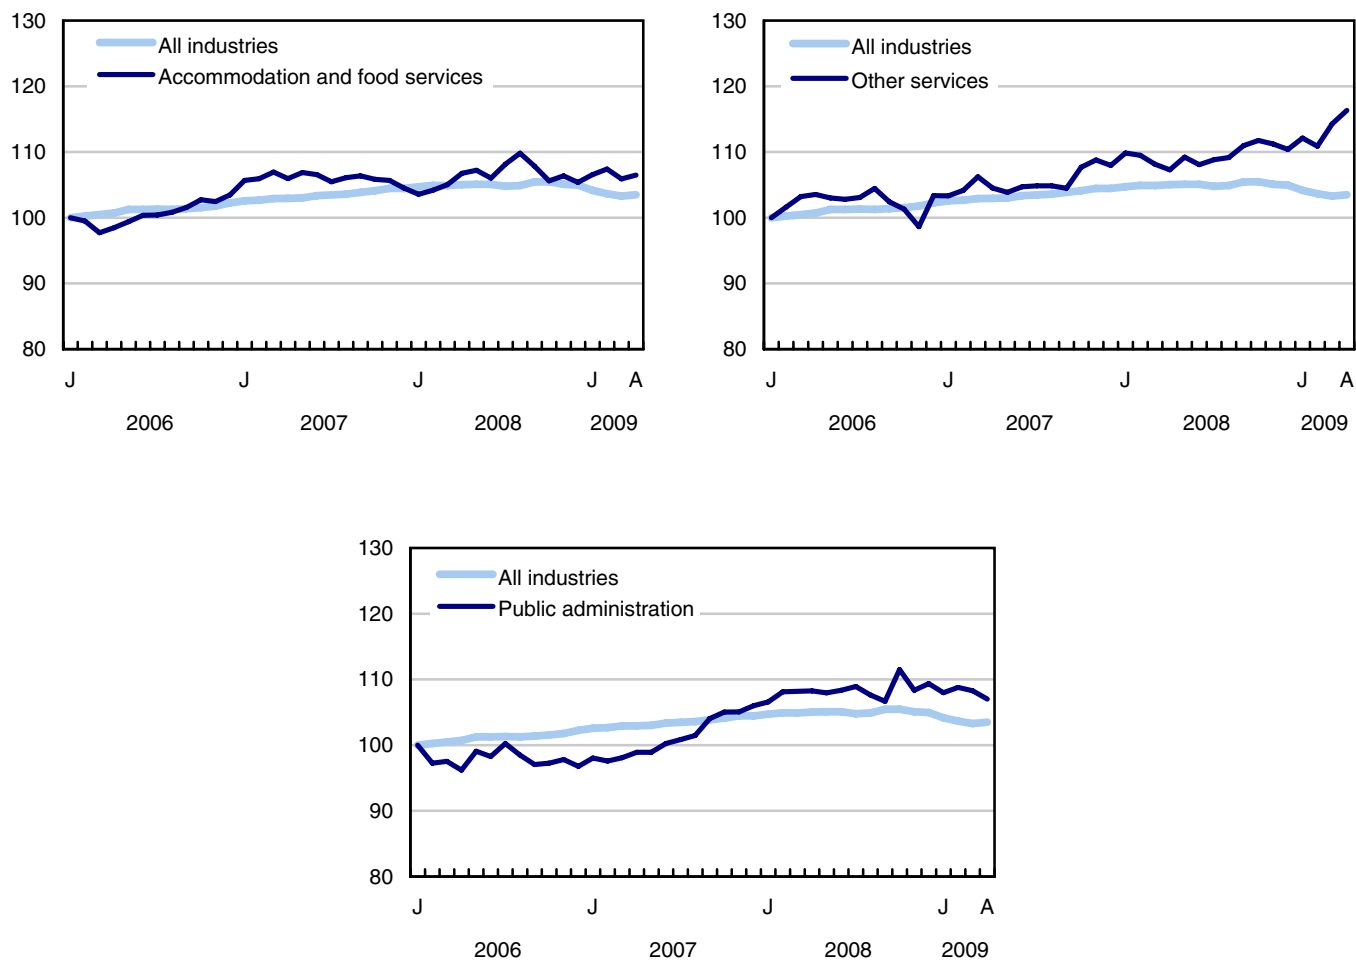 130
All industries
Accommodation and food services
120
110
100
90
80
J J J J A
2006 2007 2008 2009
130
All industries
Other services
120
110
100
90
80
J J J J A
2006 2007 2008 2009
130
All industries
Public administration
120
110
100
90
80
J J J J A
2006 2007 2008 2009